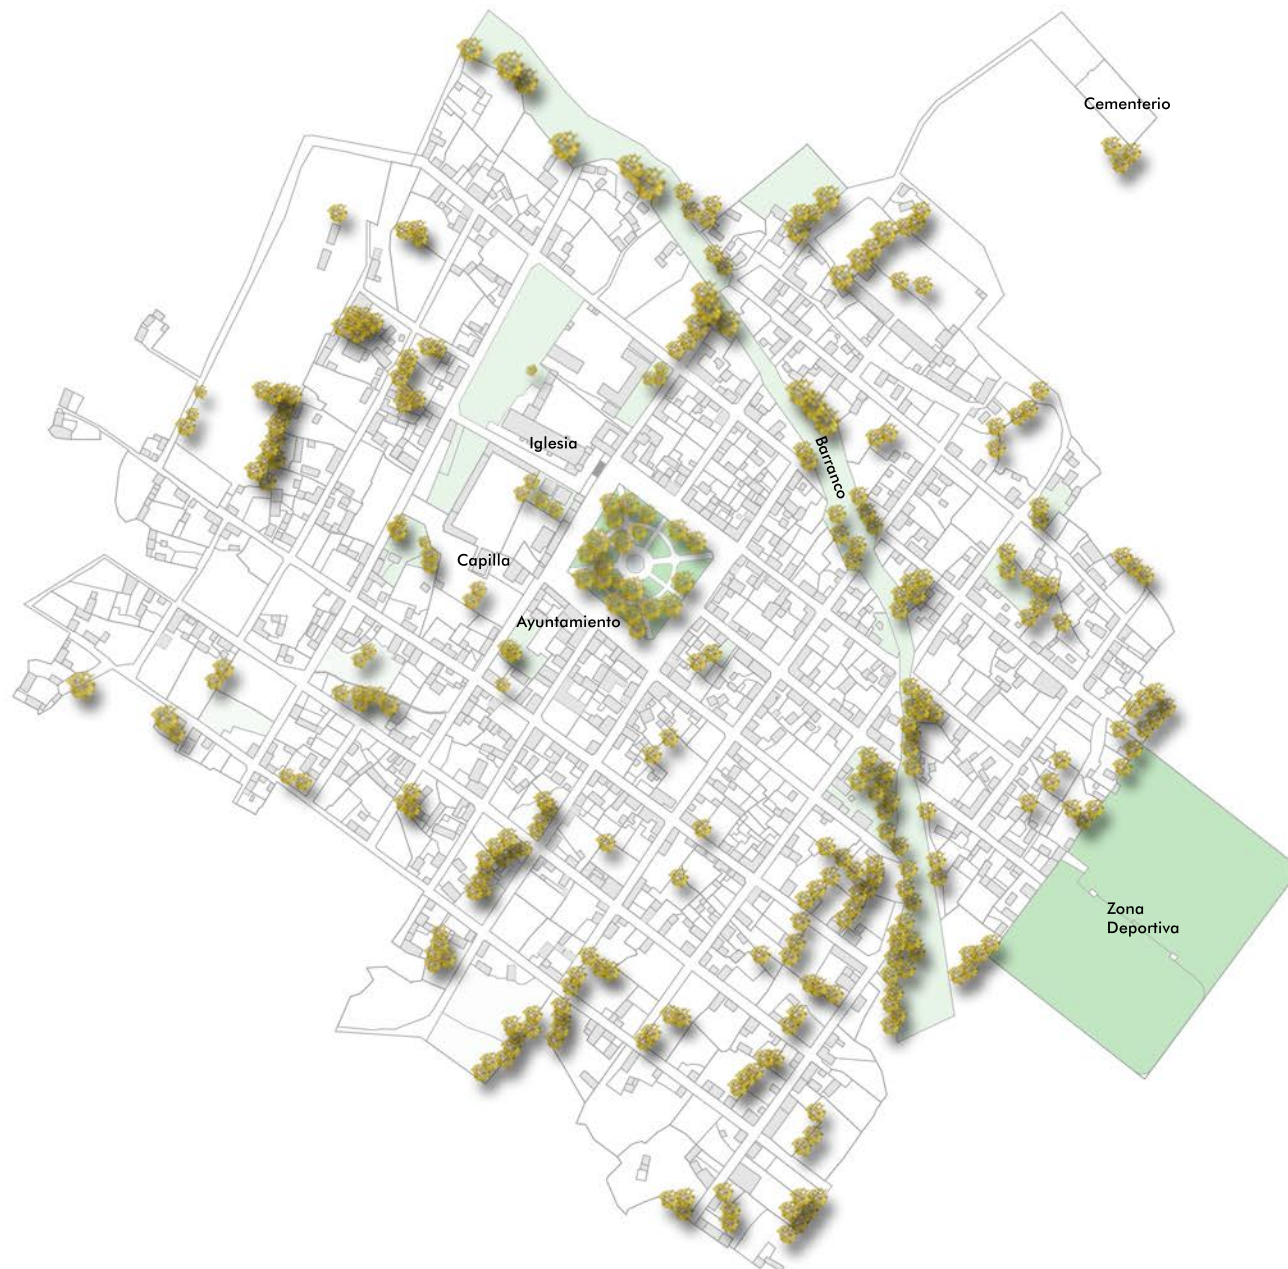 Cementerio
Iglesia
Barranco
Capilla
Ayuntamiento
Zona
Deportiva